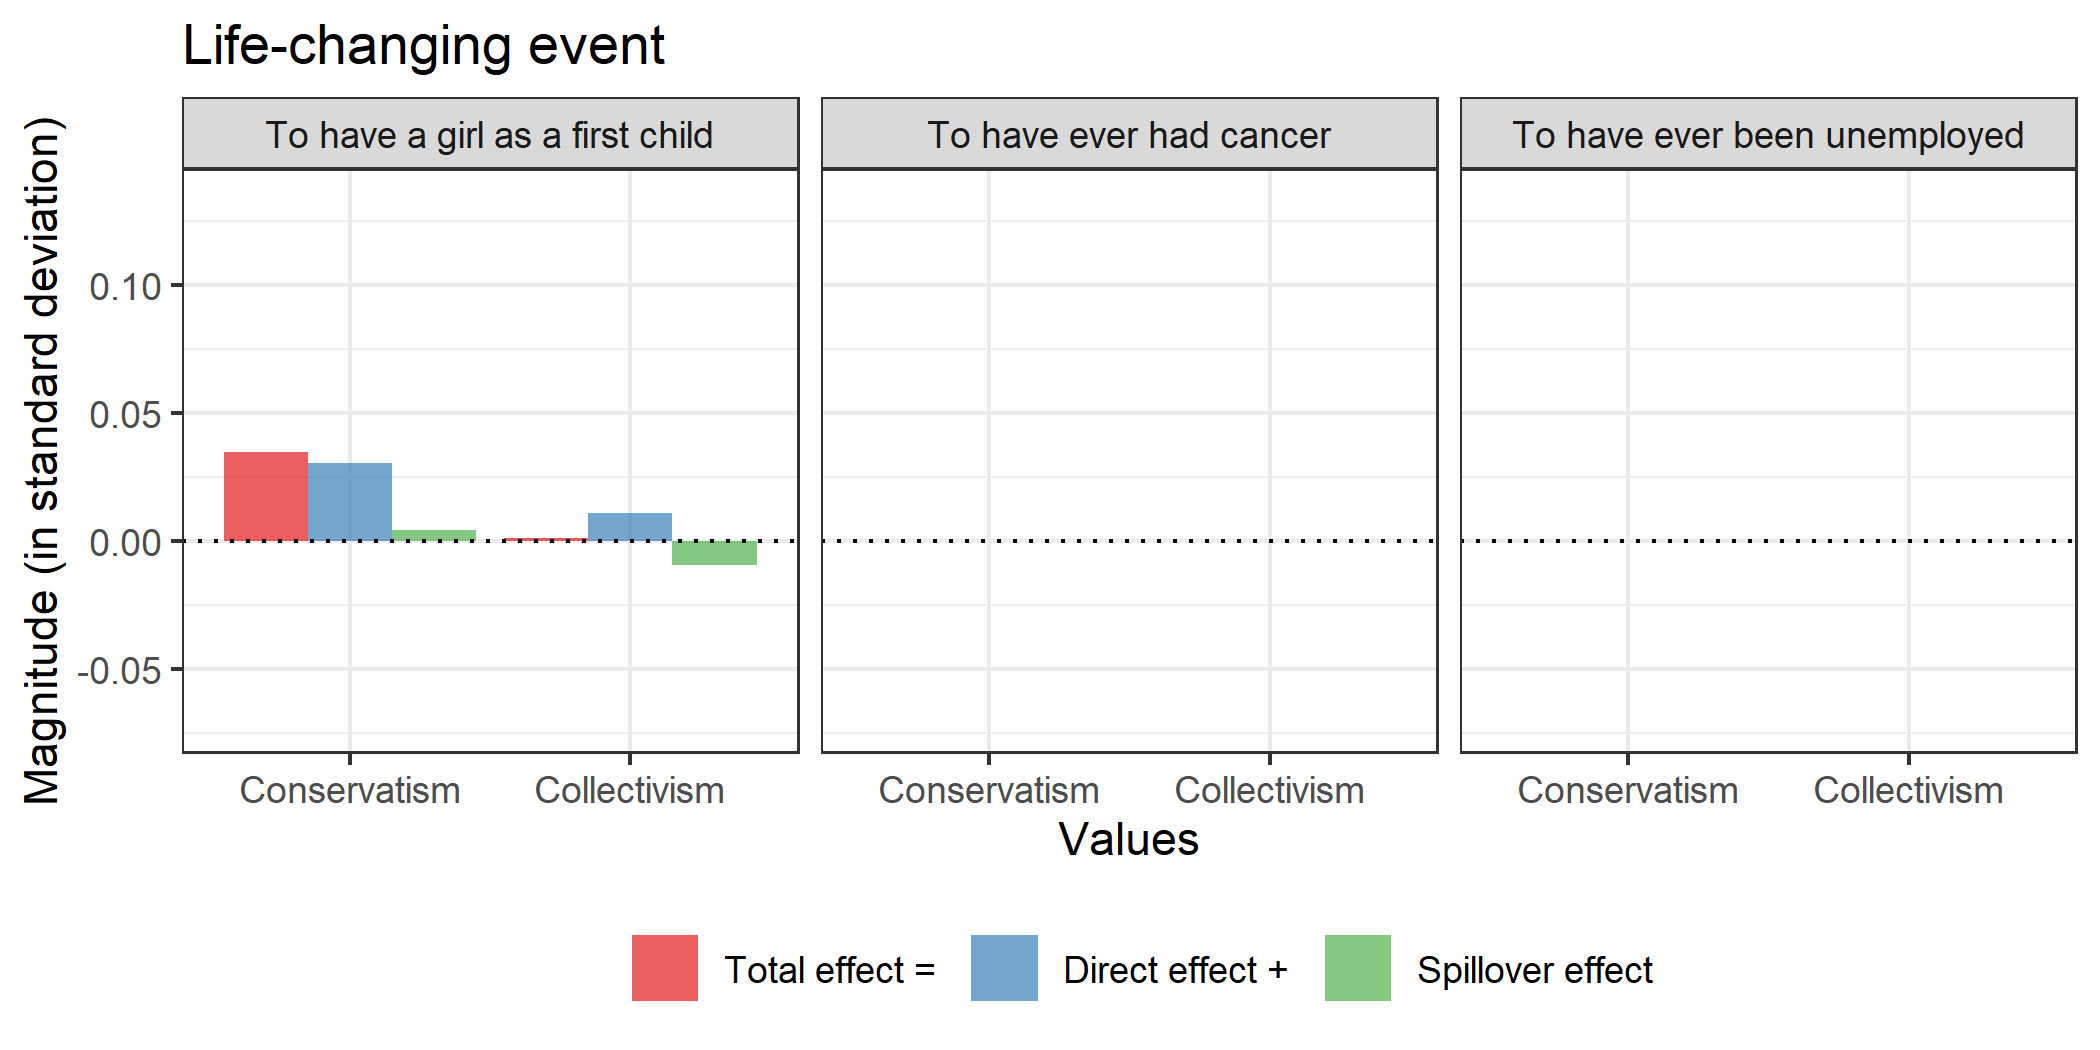 Life-changing event
To have a girl as a first child
To have ever had cancer
To have ever been unemployed
Magnitude (in standard deviation)
0.10
0.05
0.00
-0.05
Conservatism
Collectivism
Conservatism
Collectivism
Conservatism
Collectivism
Values
Total effect =
Direct effect +
Spillover effect